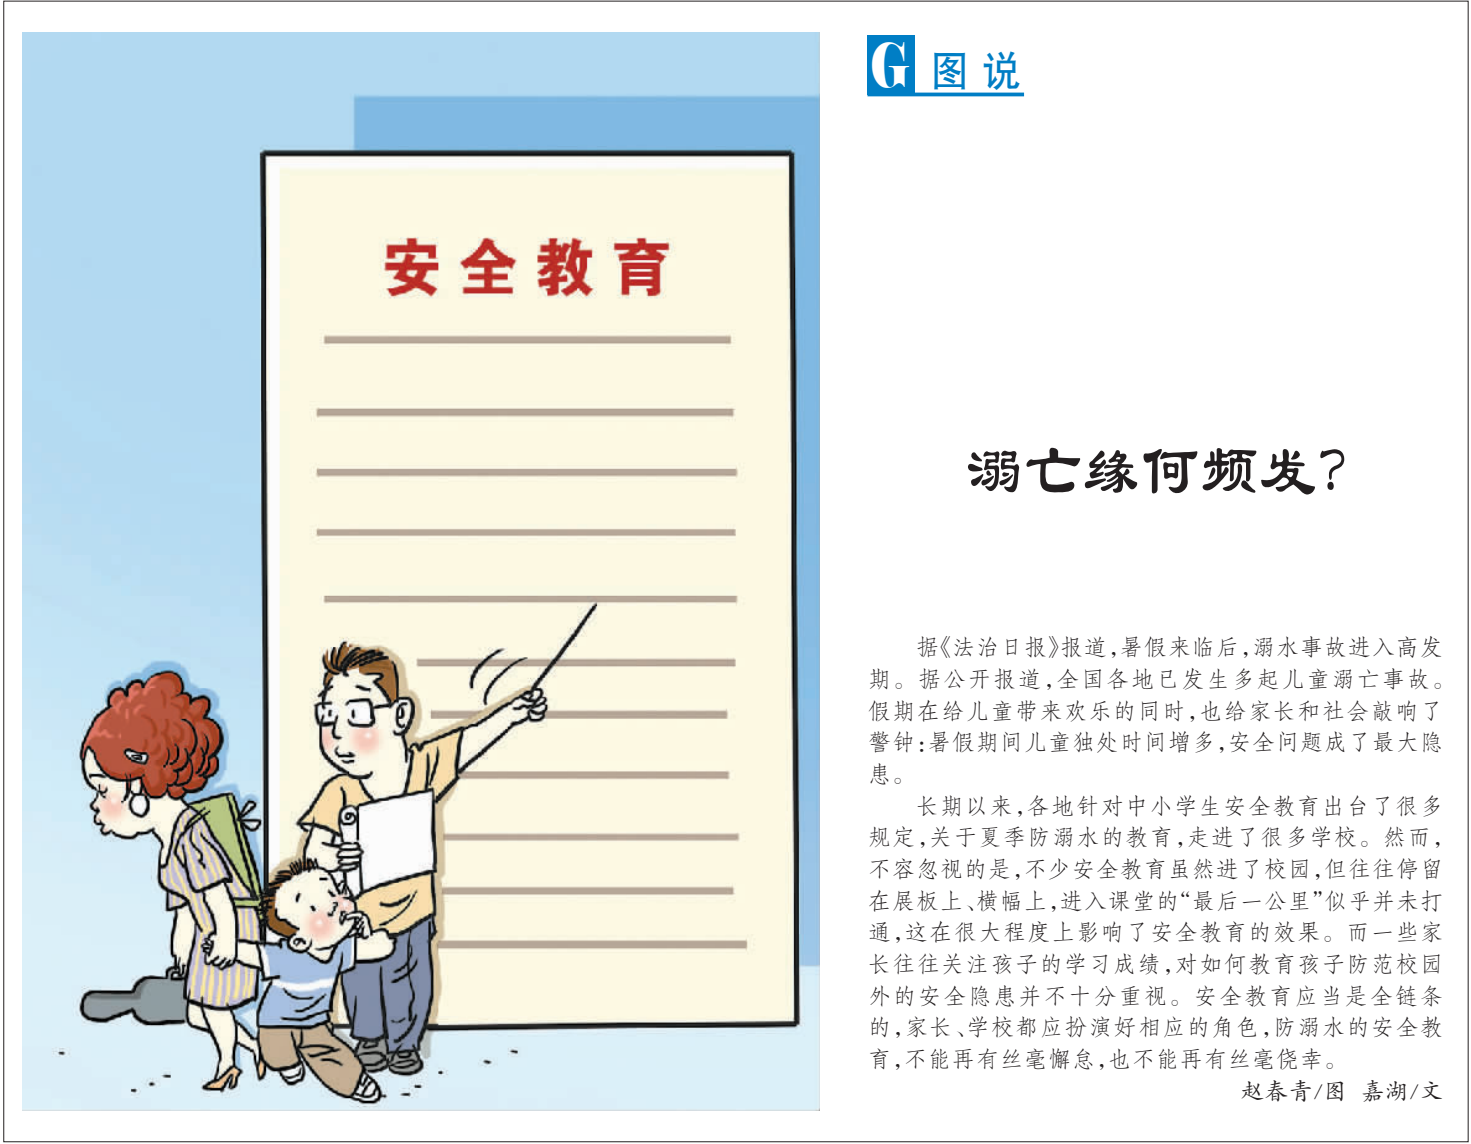 G 图说
安全教育
溺亡缘何频发?
据《法治日报》报道,暑假来临后,溺水事故进入高发
期。据公开报道,全国各地已发生多起儿童溺亡事故。
假期在给儿童带来欢乐的同时,也给家长和社会敲响了
警钟:暑假期间儿童独处时间增多,安全问题成了最大隐
患。
长期以来,各地针对中小学生安全教育出台了很多
规定,关于夏季防溺水的教育,走进了很多学校。然而,
不容忽视的是,不少安全教育虽然进了校园,但往往停留
在展板上、横幅上,进入课堂的“最后一公里”似乎并未打
通,这在很大程度上影响了安全教育的效果。而一些家
长往往关注孩子的学习成绩,对如何教育孩子防范校园
外的安全隐患并不十分重视。安全教育应当是全链条
的,家长、学校都应扮演好相应的角色,防溺水的安全教
育,不能再有丝毫懈怠,也不能再有丝毫侥幸。
赵春青/图 嘉湖/文